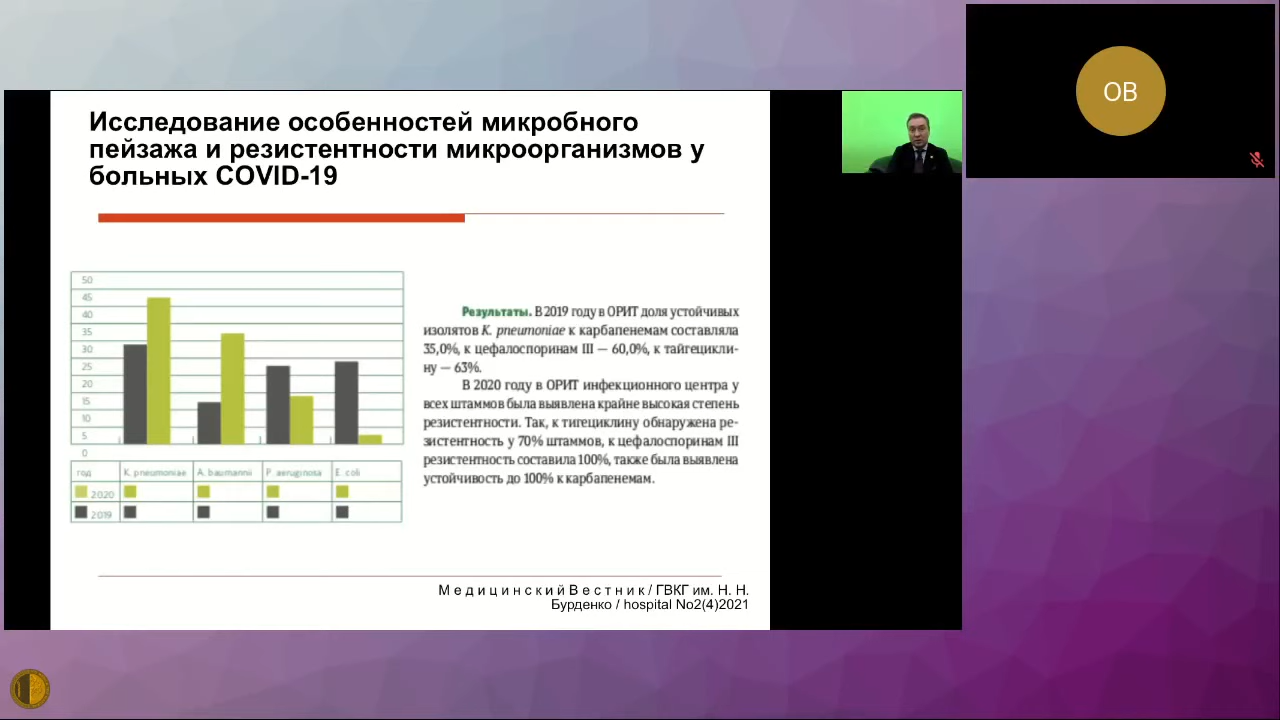 Исследование особенностей микробного
пейзажа и резистентности микроорганизмов у
больных COVID-19
50
45
40
35
30
25
20
15
10
5
0
год K. pneumoniae A. baumannii P. aeruginosa E. coli
2020
2019
Результаты. В 2019 году в ОРИТ доля устойчивых
изолятов K. pneumoniae к карбапенемам составляла
35,0%, к цефалоспоринам III — 60,0%, к тайгецикли-
ну — 63%.
В 2020 году в ОРИТ инфекционного центра у
всех штаммов была выявлена крайне высокая степень
резистентности. Так, к тигециклину обнаружена ре-
зистентность у 70% штаммов, к цефалоспоринам III
резистентность составила 100%, также была выявлена
устойчивость до 100% к карбапенемам.
М е д и ц и н с к и й В е с т н и к / ГВКГ им. Н. Н.
Бурденко / hospital No2(4)2021
OB